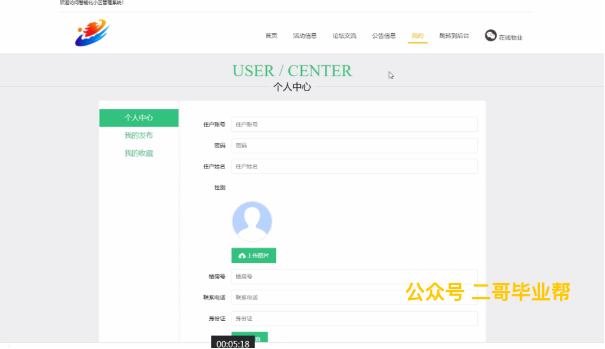 欢迎访问智能化小区管理系统！
首页 活动信息 论坛交流 公告信息 我的 跳转到后台 在线物业
USER / CENTER
个人中心
个人中心
我的发布
我的收藏
住户账号 住户账号
密码 密码
住户姓名 住户姓名
性别
上传图片
楼房号 楼房号
联系电话 联系电话
身份证 身份证
公众号 二哥毕业帮
00:05:18